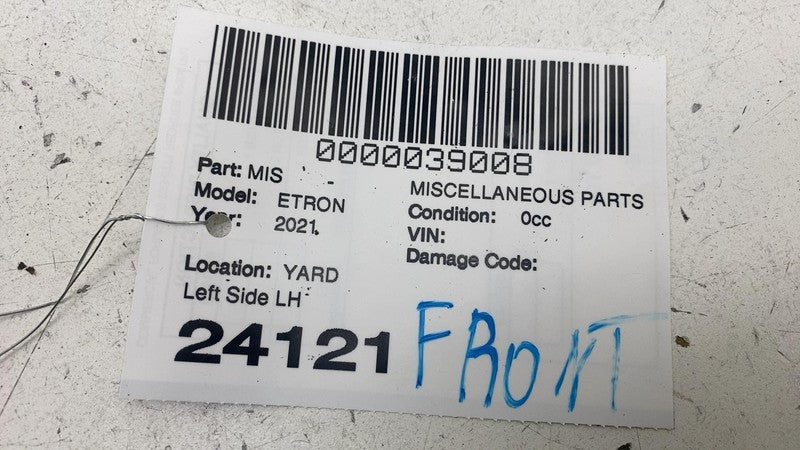 0000039008
Part: MIS
MISCELLANEOUS PARTS
Model: ETRON
Condition: 0cc
Year: 2021
VIN:
Damage Code:
Location: YARD
Left Side LH
24121
FRONT